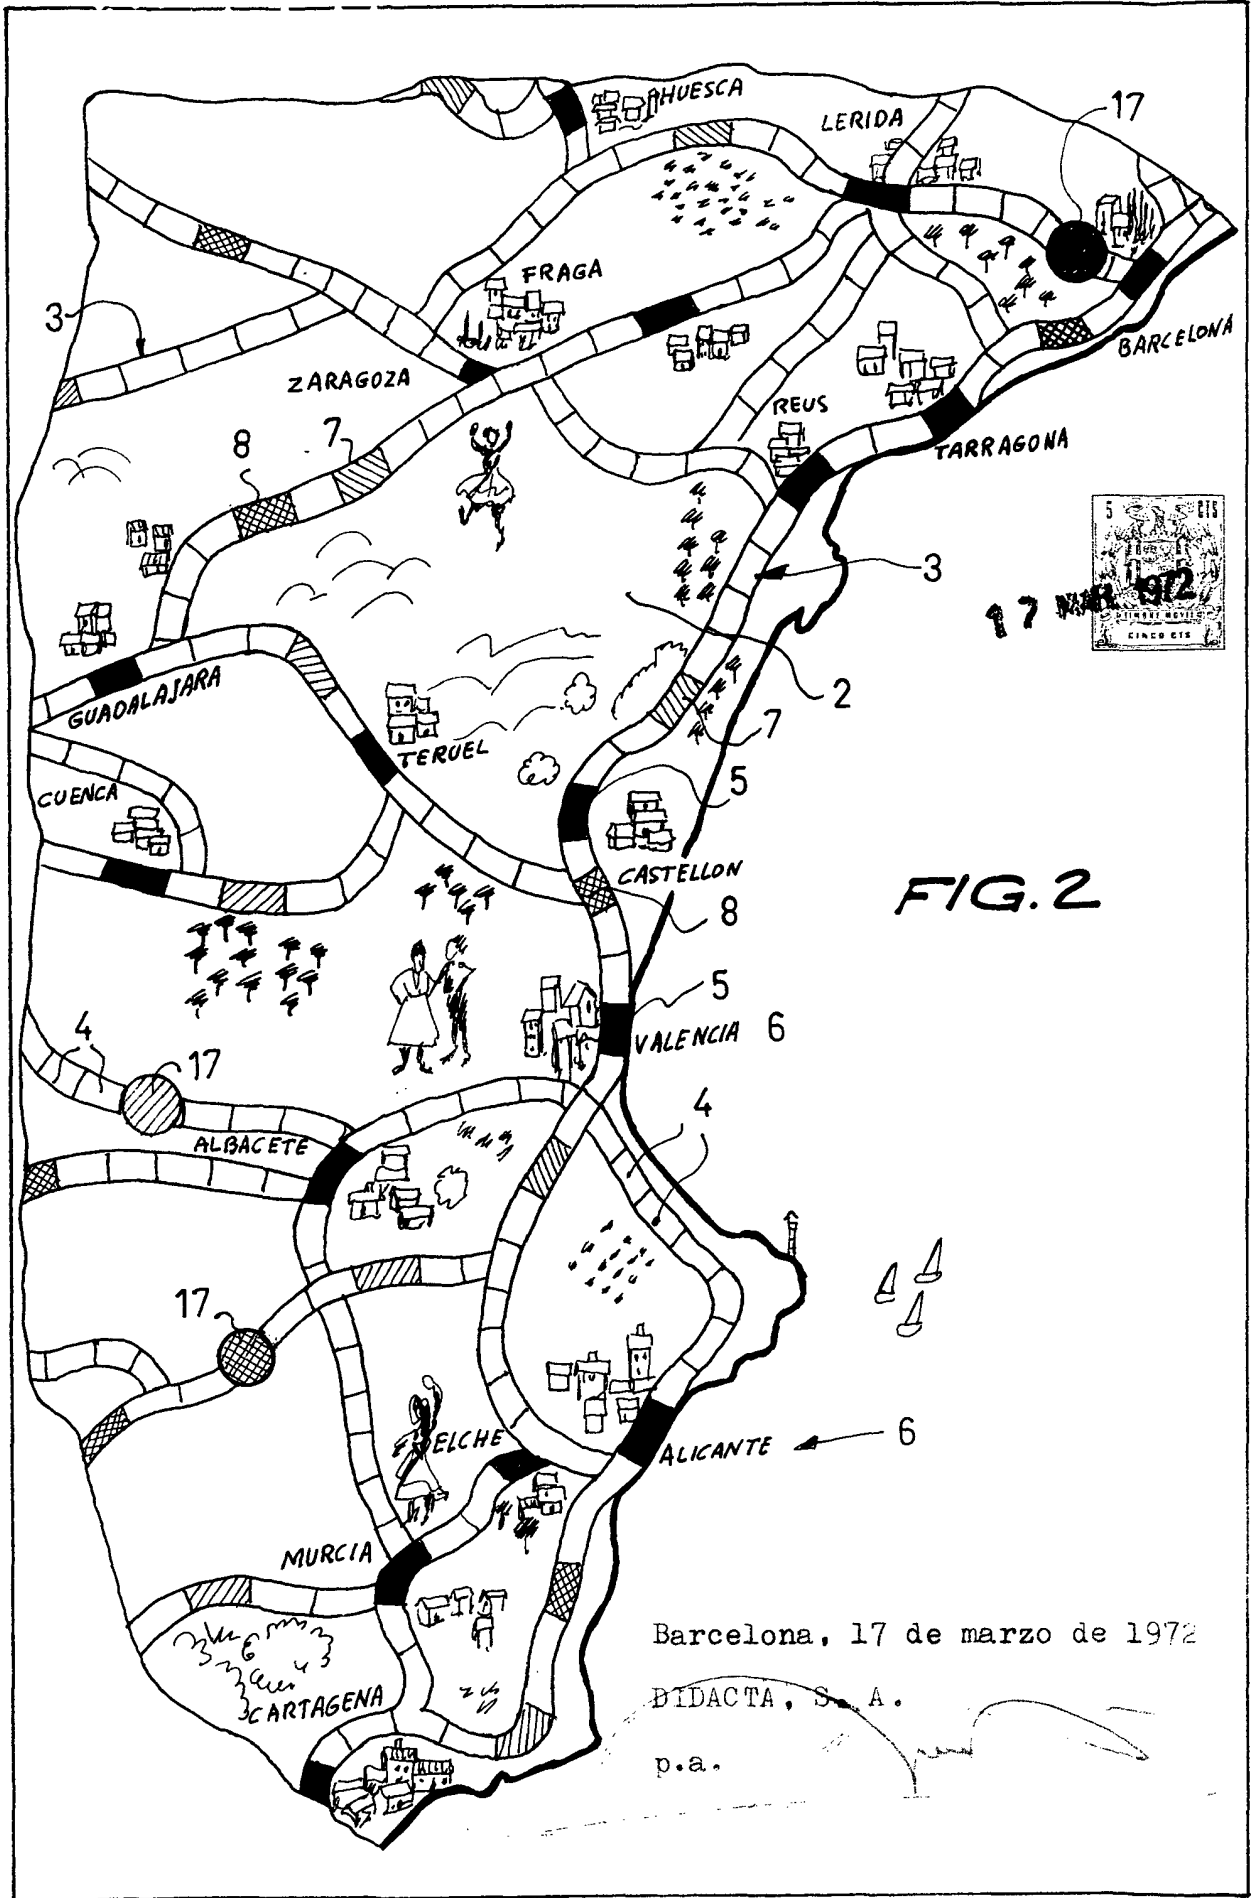 HUESCA
LERIDA
17
FRAGA
3
BARCELONA
ZARAGOZA
REUS
8
7
TARRAGONA
5 CTS
3
17 MAR. 1972
CINCO CTS
2
GUADALAJARA
7
TERUEL
5
CUENCA
CASTELLON
FIG.2
8
5
VALENCIA 6
4
17
4
ALBACETE
17
ELCHE
ALICANTE
6
MURCIA
Barcelona, 17 de marzo de 1972
DIDACTA, S. A.
CARTAGENA
p.a.